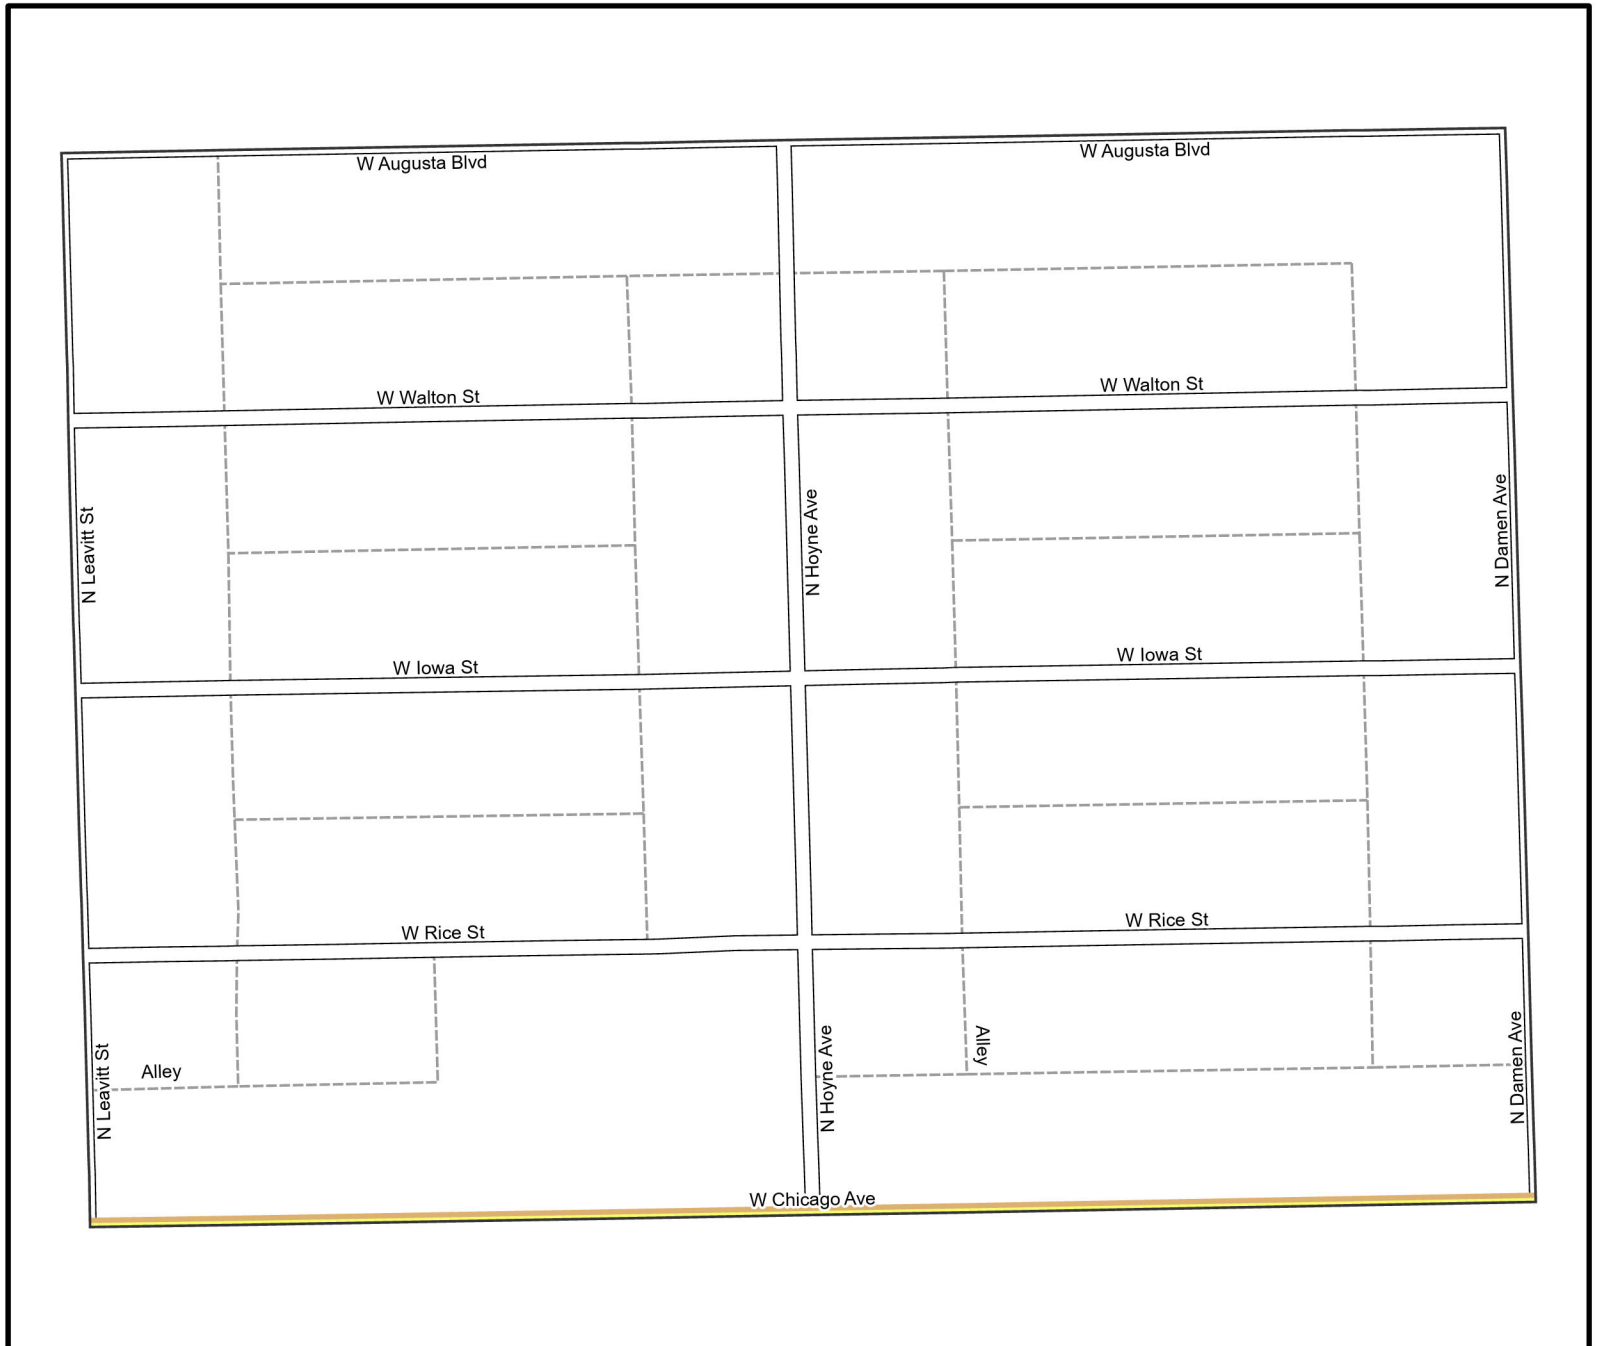 W Augusta Blvd
W Augusta Blvd
W Walton St
W Walton St
N Leavitt St
N Hoyne Ave
N Damen Ave
W Iowa St
W Iowa St
W Rice St
W Rice St
N Leavitt St
Alley
N Hoyne Ave
Alley
N Damen Ave
W Chicago Ave